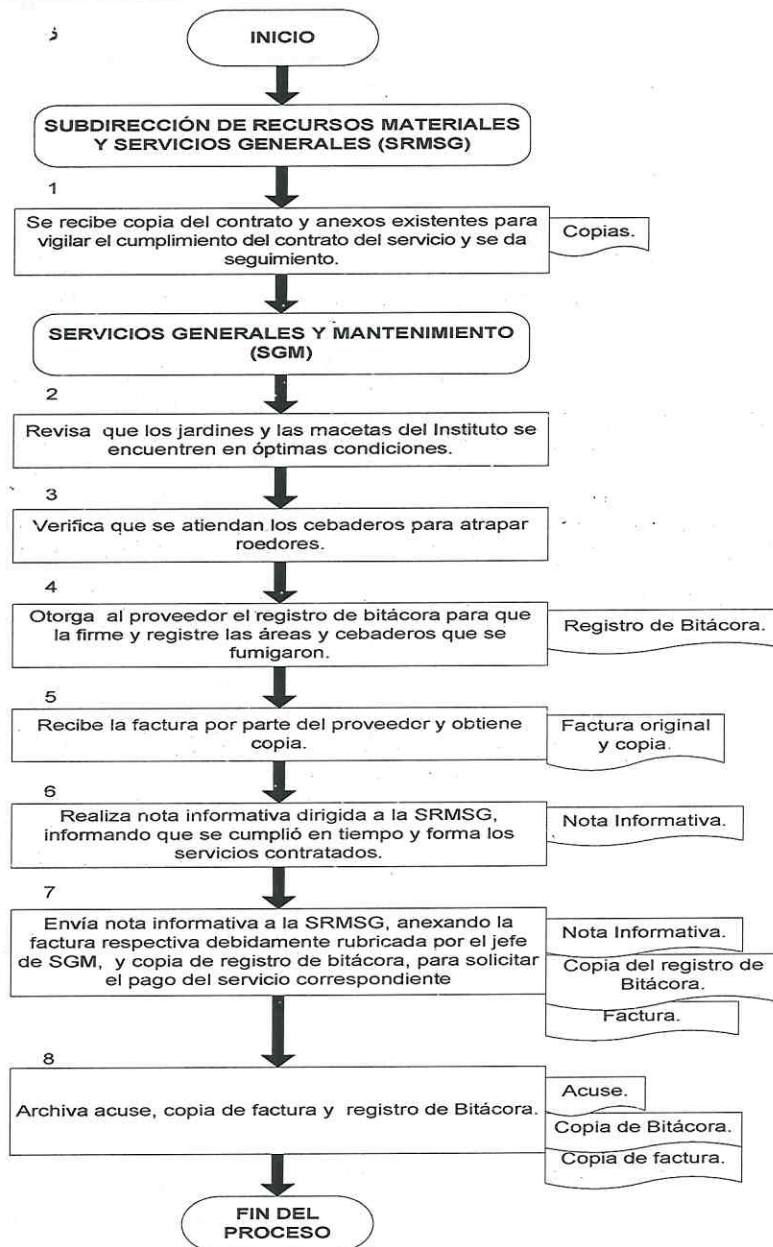 INICIO
SUBDIRECCIÓN DE RECURSOS MATERIALES
Y SERVICIOS GENERALES (SRMSG)
1
Se recibe copia del contrato y anexos existentes para
vigilar el cumplimiento del contrato del servicio y se da
seguimiento.
Copias.
SERVICIOS GENERALES Y MANTENIMIENTO
(SGM)
2
Revisa que los jardines y las macetas del Instituto se
encuentren en óptimas condiciones.
3
Verifica que se atiendan los cebaderos para atrapar
roedores.
4
Otorga al proveedor el registro de bitácora para que
la firme y registre las áreas y cebaderos que se
fumigaron.
Registro de Bitácora.
5
Recibe la factura por parte del proveedor y obtiene
copia.
Factura original
y copia.
6
Realiza nota informativa dirigida a la SRMSG,
informando que se cumplió en tiempo y forma los
servicios contratados.
Nota Informativa.
7
Envía nota informativa a la SRMSG, anexando la
factura respectiva debidamente rubricada por el jefe
de SGM, y copia de registro de bitácora, para solicitar
el pago del servicio correspondiente
Nota Informativa.
Copia del registro de
Bitácora.
Factura.
8
Archiva acuse, copia de factura y registro de Bitácora.
Acuse.
Copia de Bitácora.
Copia de factura.
FIN DEL
PROCESO